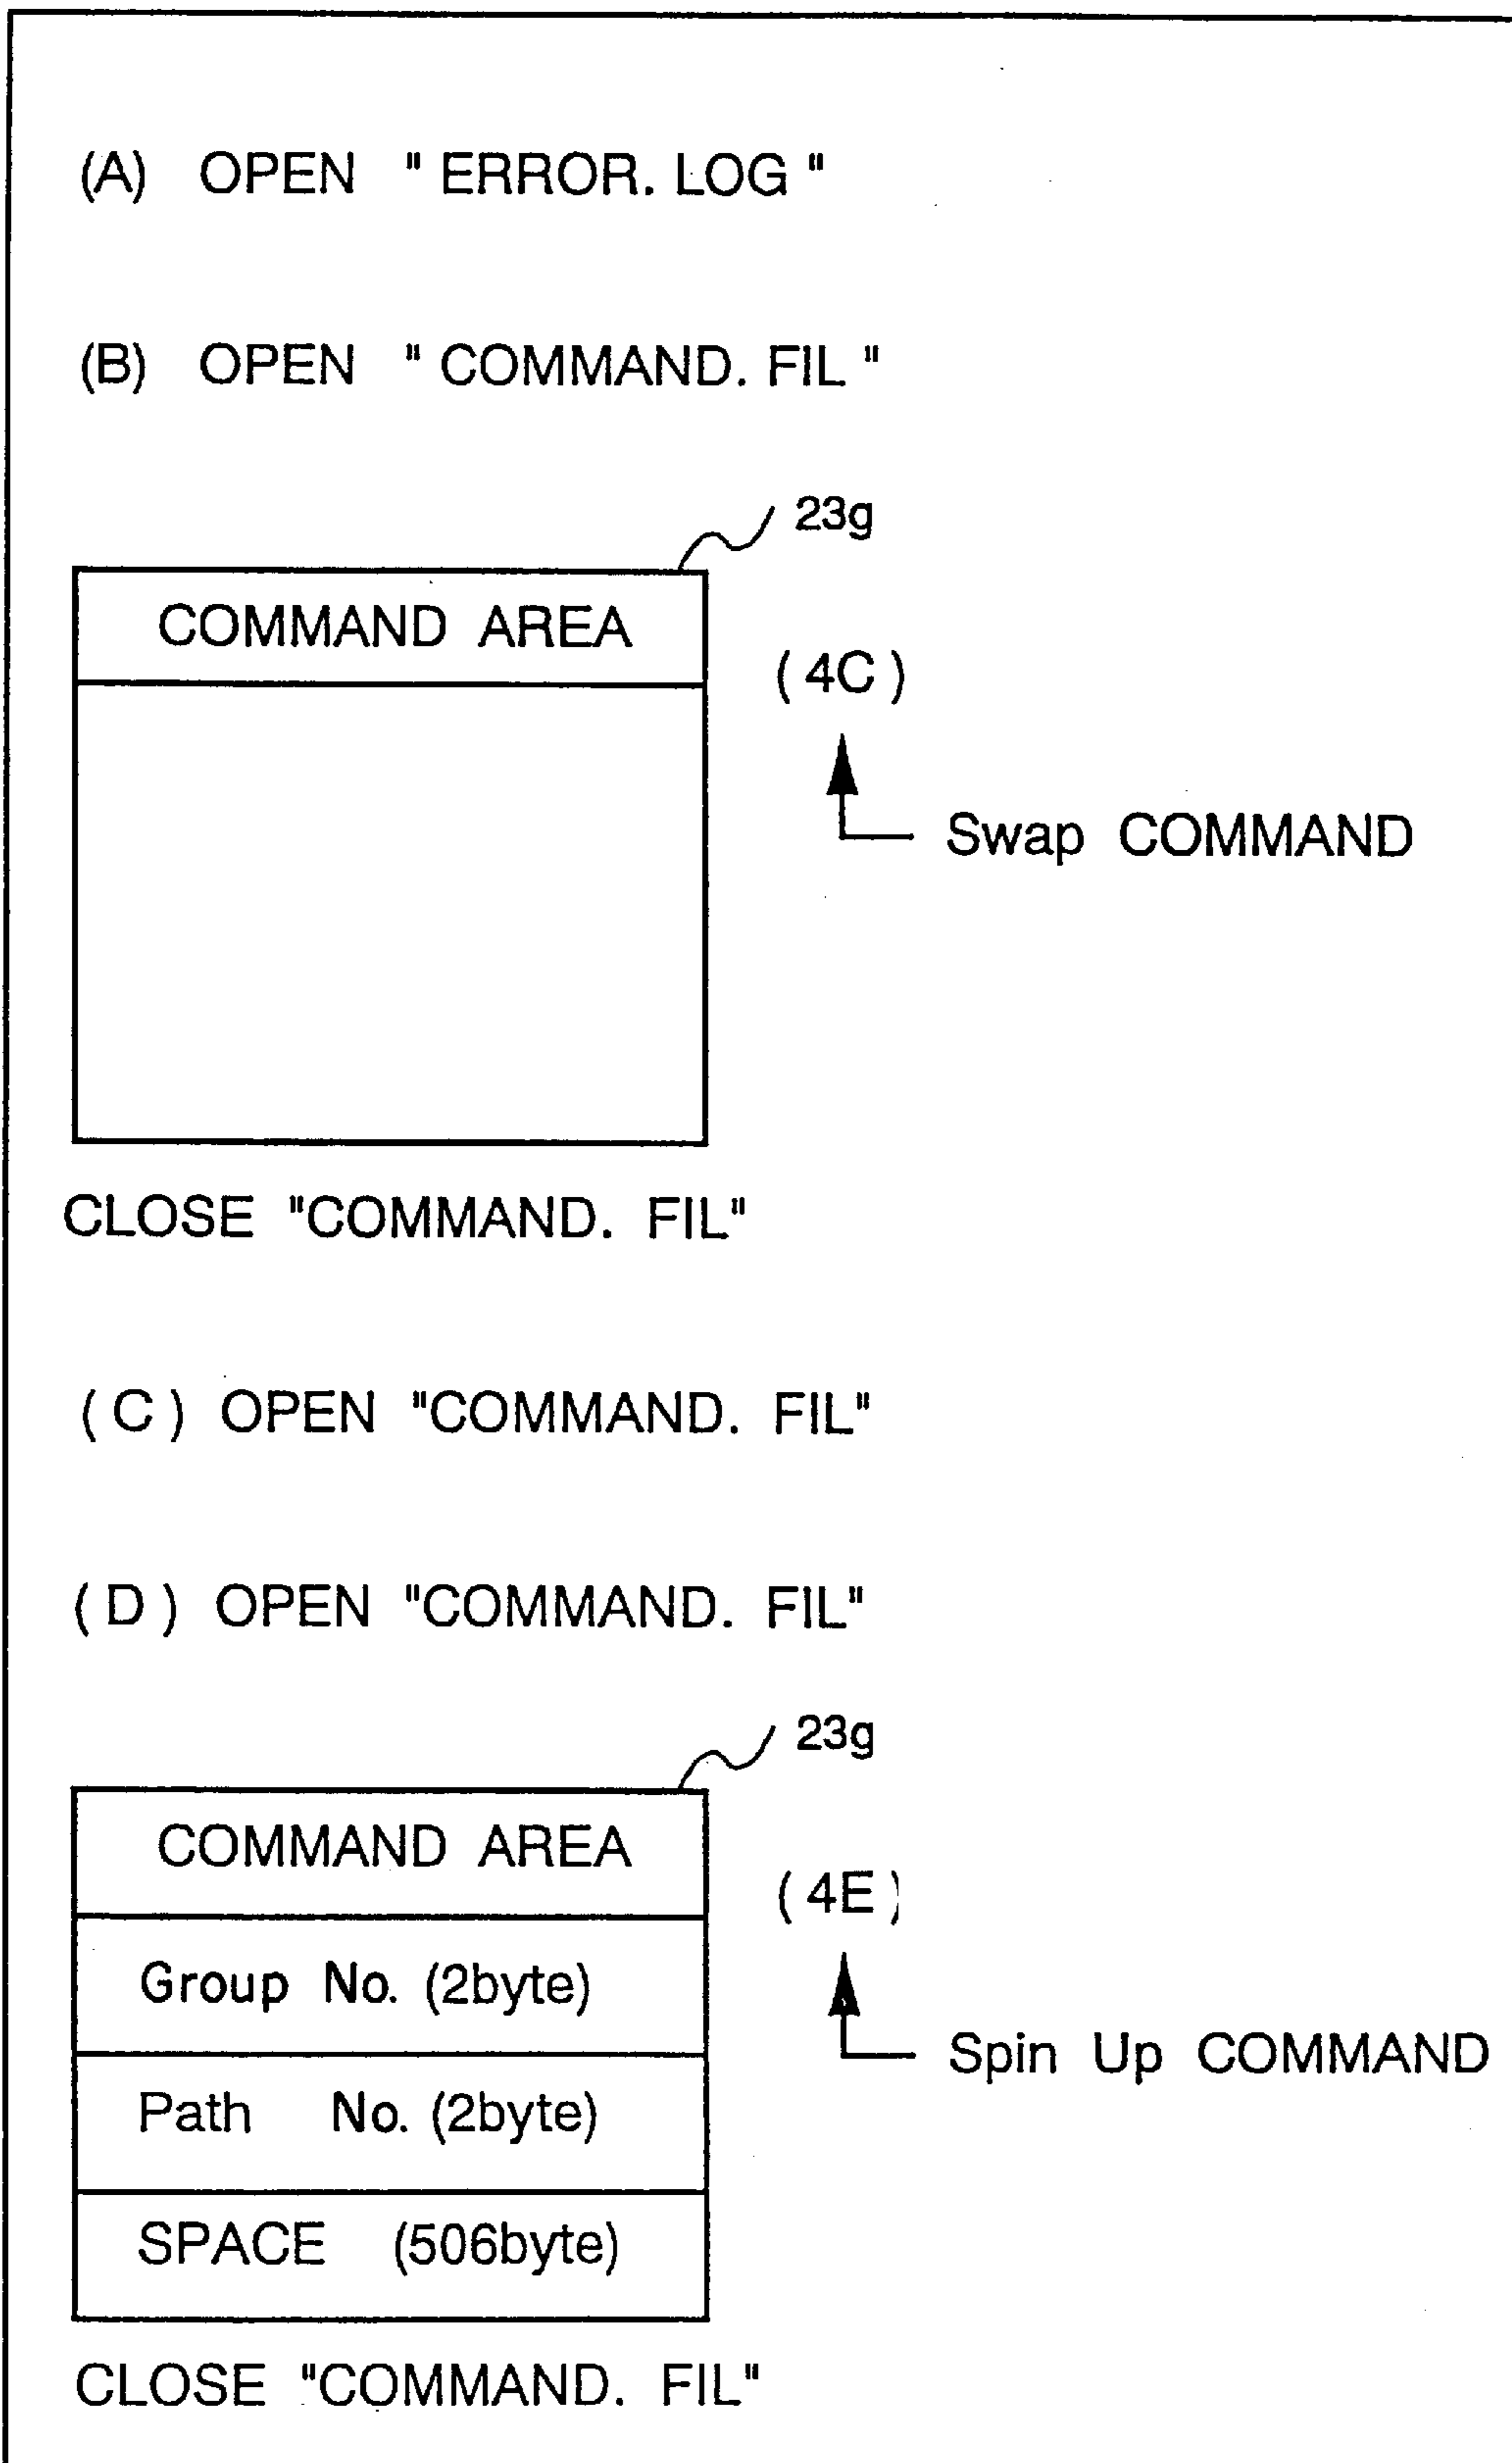 (A) OPEN " ERROR. LOG "
(B) OPEN " COMMAND. FIL "
23g
COMMAND AREA
( 4C )
Swap COMMAND
CLOSE "COMMAND. FIL"
( C ) OPEN "COMMAND. FIL"
( D ) OPEN "COMMAND. FIL"
23g
COMMAND AREA
( 4E )
Group No. (2byte)
Spin Up COMMAND
Path No. (2byte)
SPACE (506byte)
CLOSE "COMMAND. FIL"